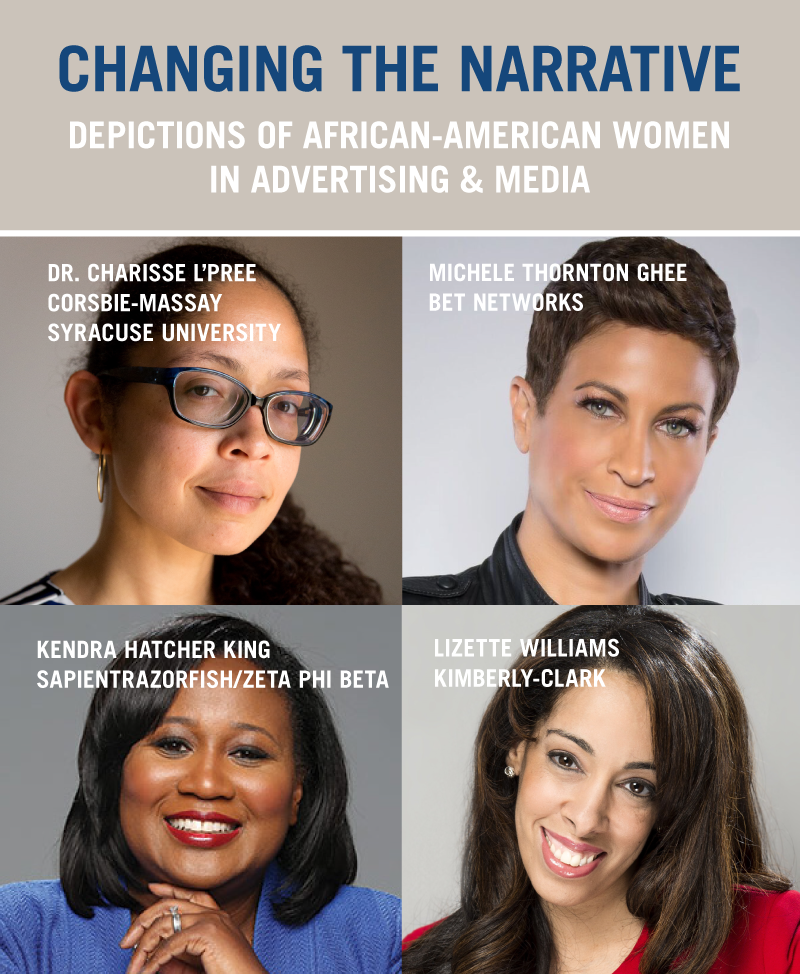 CHANGING THE NARRATIVE
DEPICTIONS OF AFRICAN-AMERICAN WOMEN
IN ADVERTISING & MEDIA
DR. CHARISSE L’PREE
CORSBIE-MASSAY
SYRACUSE UNIVERSITY
MICHELE THORNTON GHEE
BET NETWORKS
KENDRA HATCHER KING
SAPIENTRAZORFISH/ZETA PHI BETA
LIZETTE WILLIAMS
KIMBERLY-CLARK